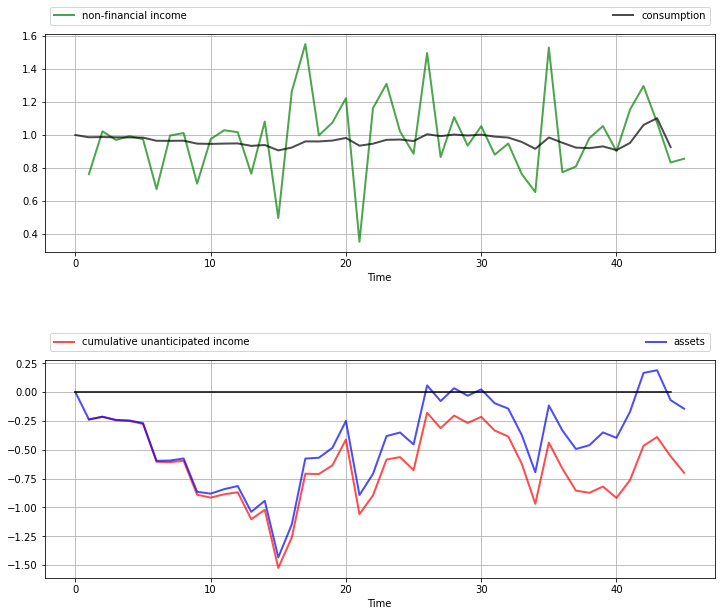 non-financial income consumption
1.6
1.4
1.2
1.0
0.8
0.6
0.4
0 10 20 30 40
Time
cumulative unanticipated income assets
0.25
0.00
−0.25
−0.50
−0.75
−1.00
−1.25
−1.50
0 10 20 30 40
Time